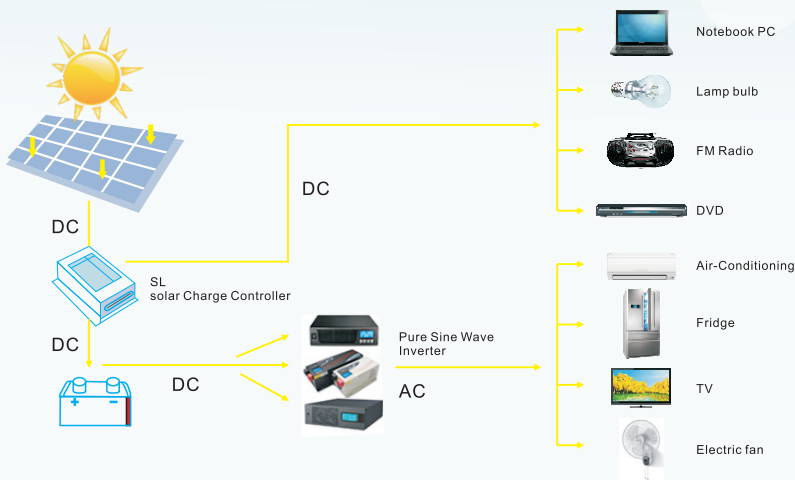 Notebook PC
Lamp bulb
FM Radio
DVD
DC
DC
SL
solar Charge Controller
DC
DC
Pure Sine Wave
Inverter
AC
Air-Conditioning
Fridge
TV
Electric fan